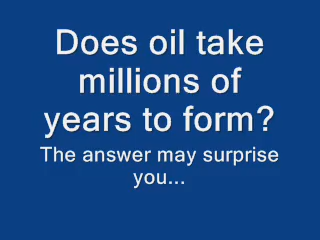 Does oil take
millions of
years to form?
The answer may surprise
you...